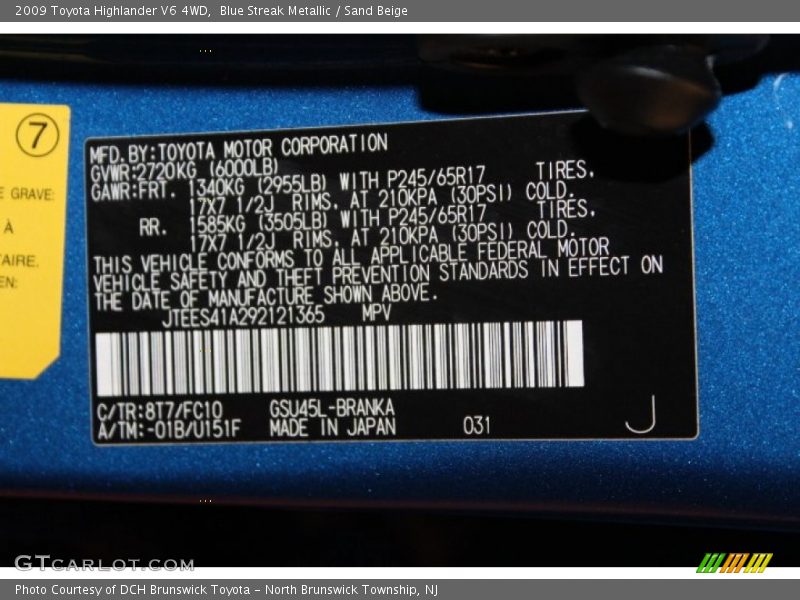 2009 Toyota Highlander V6 4WD,  Blue Streak Metallic / Sand Beige
7
E GRAVE:
À
TAIRE.
EN:
MFD.BY:TOYOTA MOTOR CORPORATION
GVWR:2720KG (6000LB)
GAWR:FRT. 1340KG (2955LB) WITH P245/65R17 TIRES,
17X7 1/2J RIMS, AT 210KPA (30PSI) COLD.
RR. 1585KG (3505LB) WITH P245/65R17 TIRES,
17X7 1/2J RIMS, AT 210KPA (30PSI) COLD.
THIS VEHICLE CONFORMS TO ALL APPLICABLE FEDERAL MOTOR
VEHICLE SAFETY AND THEFT PREVENTION STANDARDS IN EFFECT ON
THE DATE OF MANUFACTURE SHOWN ABOVE.
JTEES41A292121365 MPV
C/TR:8T7/FC10 GSU45L-BRANKA
A/TM:-01B/U151F MADE IN JAPAN 031 J
GTCARLOT.COM
Photo Courtesy of DCH Brunswick Toyota – North Brunswick Township, NJ